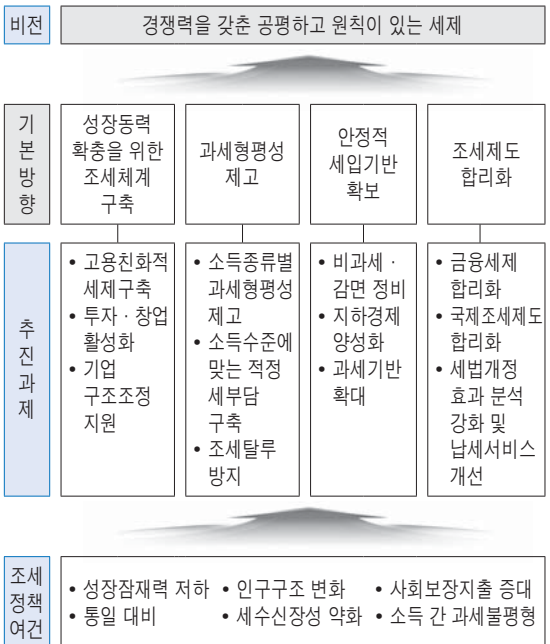 비전
경쟁력을 갖춘 공평하고 원칙이 있는 세제
기
본
방
향
성장동력
확충을 위한
조세체계
구축
과세형평성
제고
안정적
세입기반
확보
조세제도
합리화
추
진
과
제
• 고용친화적
세제구축
• 투자 · 창업
활성화
• 기업
구조조정
지원
• 소득종류별
과세형평성
제고
• 소득수준에
맞는 적정
세부담
구축
• 조세탈루
방지
• 비과세 ·
감면 정비
• 지하경제
양성화
• 과세기반
확대
• 금융세제
합리화
• 국제조세제도
합리화
• 세법개정
효과 분석
강화 및
납세서비스
개선
조세
정책
여건
• 성장잠재력 저하 • 인구구조 변화 • 사회보장지출 증대
• 통일 대비 • 세수신장성 약화 • 소득 간 과세불평형